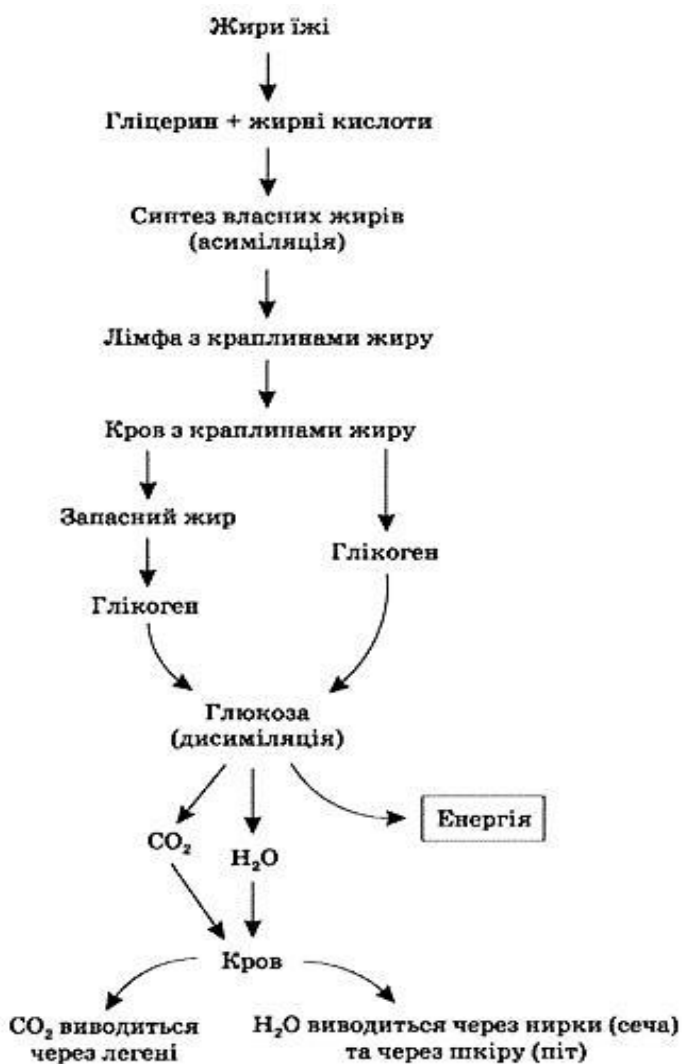 Жири їжі
Гліцерин + жирні кислоти
Синтез власних жирів
(асиміляція)
Лімфа з краплинами жиру
Кров з краплинами жиру
Запасний жир
Глікоген
Глікоген
Глюкоза
(дисиміляція)
Енергія
CO₂
H₂O
Кров
CO₂ виводиться
через легені
H₂O виводиться через нирки (сеча)
та через шкіру (піт)